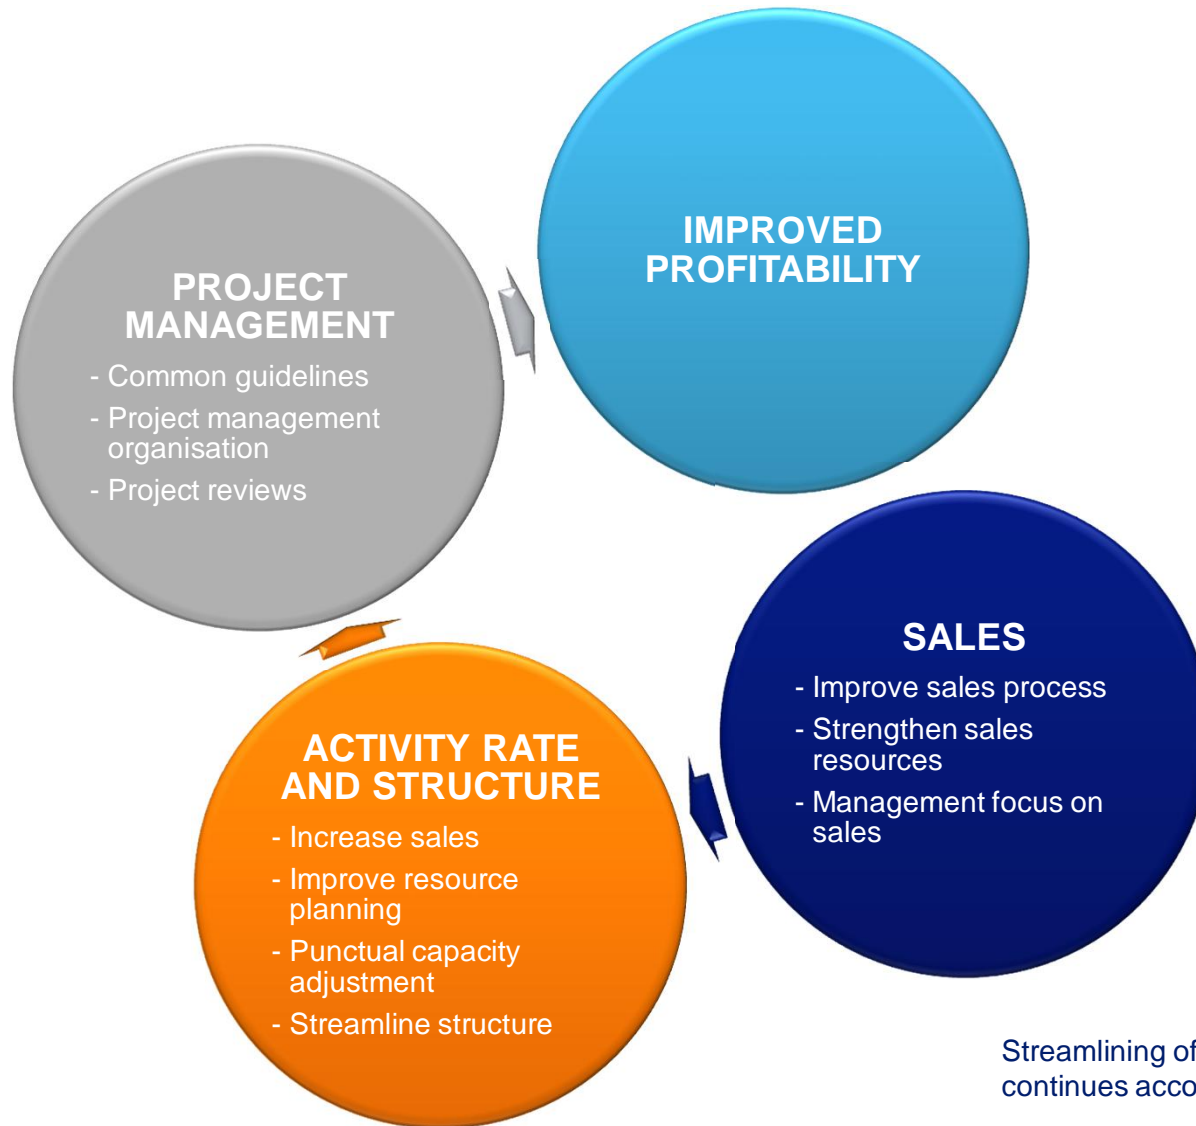 IMPROVED
PROFITABILITY
PROJECT
MANAGEMENT
- Common guidelines
- Project management
organisation
- Project reviews
SALES
- Improve sales process
- Strengthen sales
resources
- Management focus on
sales
ACTIVITY RATE
AND STRUCTURE
- Increase sales
- Improve resource
planning
- Punctual capacity
adjustment
- Streamline structure
Streamlining of
continues